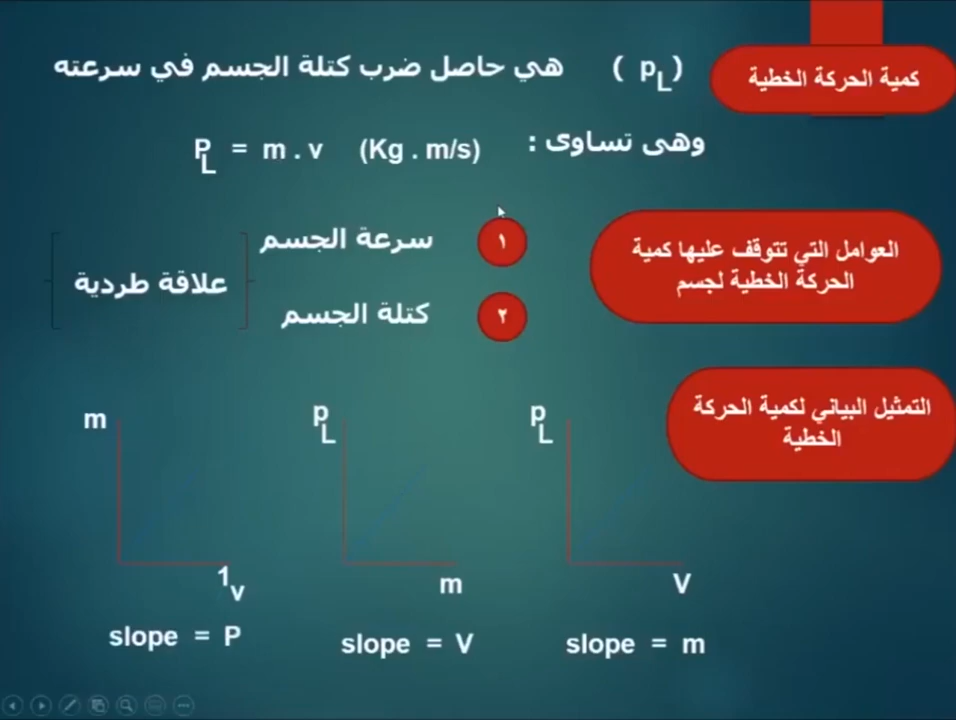 كمية الحركة الخطية
(pL) هي حاصل ضرب كتلة الجسم في سرعته
وهى تساوى :
PL = m . v (Kg . m/s)
العوامل التي تتوقف عليها كمية
الحركة الخطية لجسم
١ سرعة الجسم
٢ كتلة الجسم
علاقة طردية
التمثيل البياني لكمية الحركة
الخطية
pL
V
slope = m
pL
m
slope = V
m
1v
slope = P